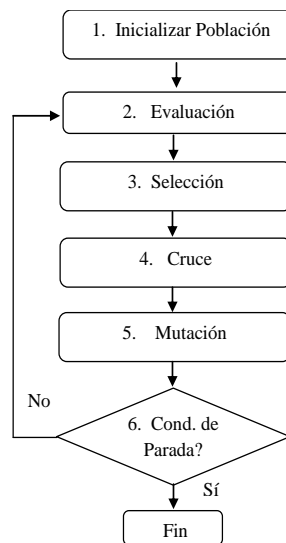 1. Inicializar Población
2. Evaluación
3. Selección
4. Cruce
5. Mutación
No
6. Cond. de
Parada?
Sí
Fin